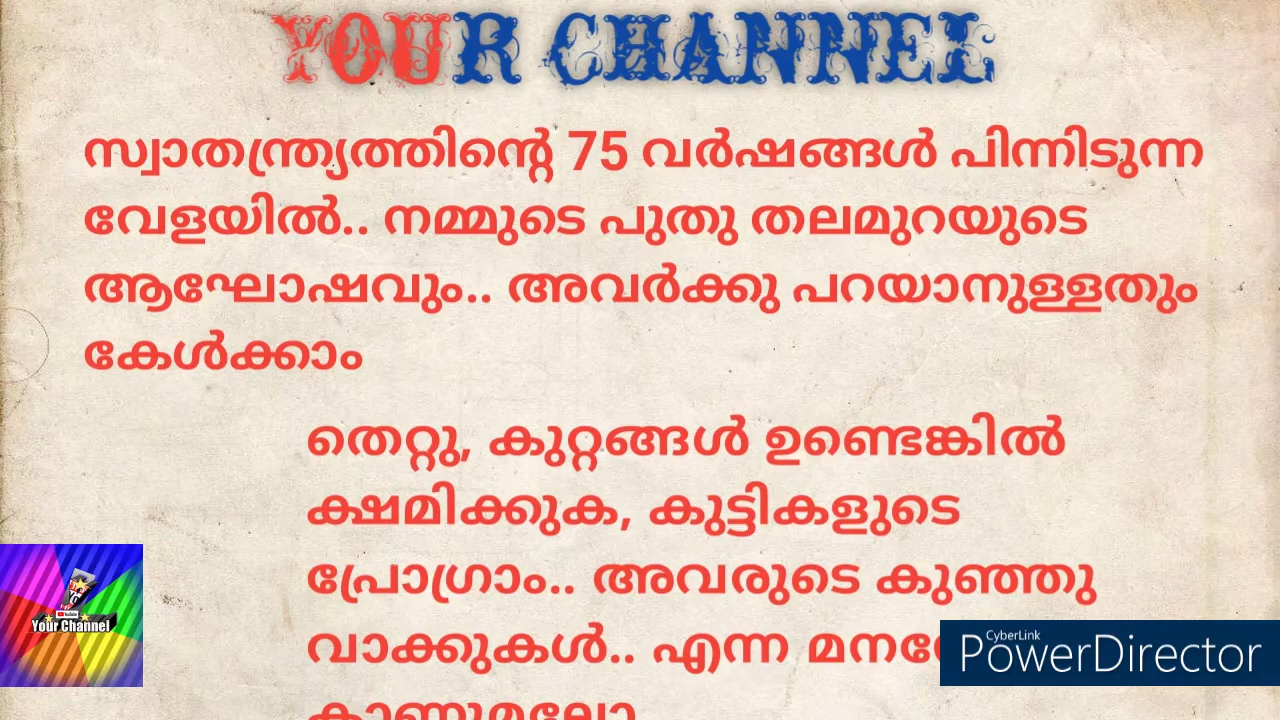 YOUR CHANNEL
സ്വാതന്ത്ര്യത്തിന്റെ 75 വർഷങ്ങൾ പിന്നിടുന്ന
വേളയിൽ.. നമ്മുടെ പുതു തലമുറയുടെ
ആഘോഷവും.. അവർക്കു പറയാനുള്ളതും
കേൾക്കാം
തെറ്റു, കുറ്റങ്ങൾ ഉണ്ടെങ്കിൽ
ക്ഷമിക്കുക, കുട്ടികളുടെ
പ്രോഗ്രാം.. അവരുടെ കുഞ്ഞു
വാക്കുകൾ.. എന്ന
YouTube
Your Channel
CyberLink
PowerDirector